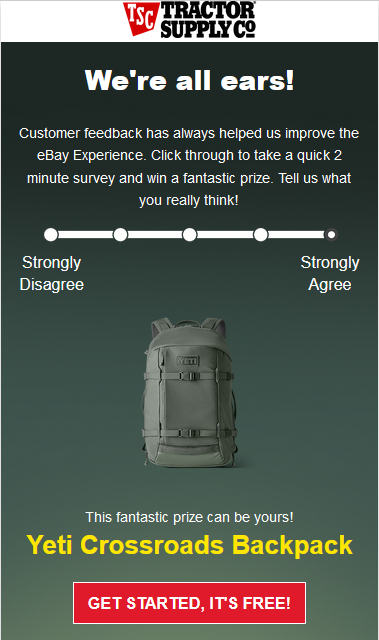 TSC TRACTOR
SUPPLY CO
We're all ears!
Customer feedback has always helped us improve the
eBay Experience. Click through to take a quick 2
minute survey and win a fantastic prize. Tell us what
you really think!
Strongly Disagree
Strongly Agree
YETI
This fantastic prize can be yours!
Yeti Crossroads Backpack
GET STARTED, IT'S FREE!